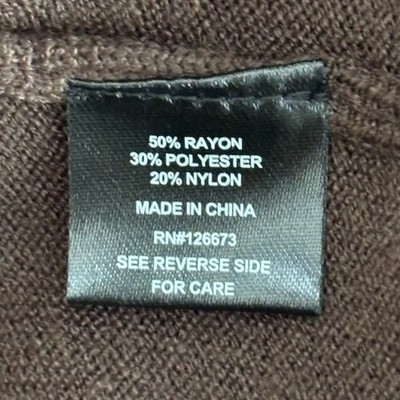 50% RAYON
30% POLYESTER
20% NYLON
MADE IN CHINA
RN#126673
SEE REVERSE SIDE
FOR CARE